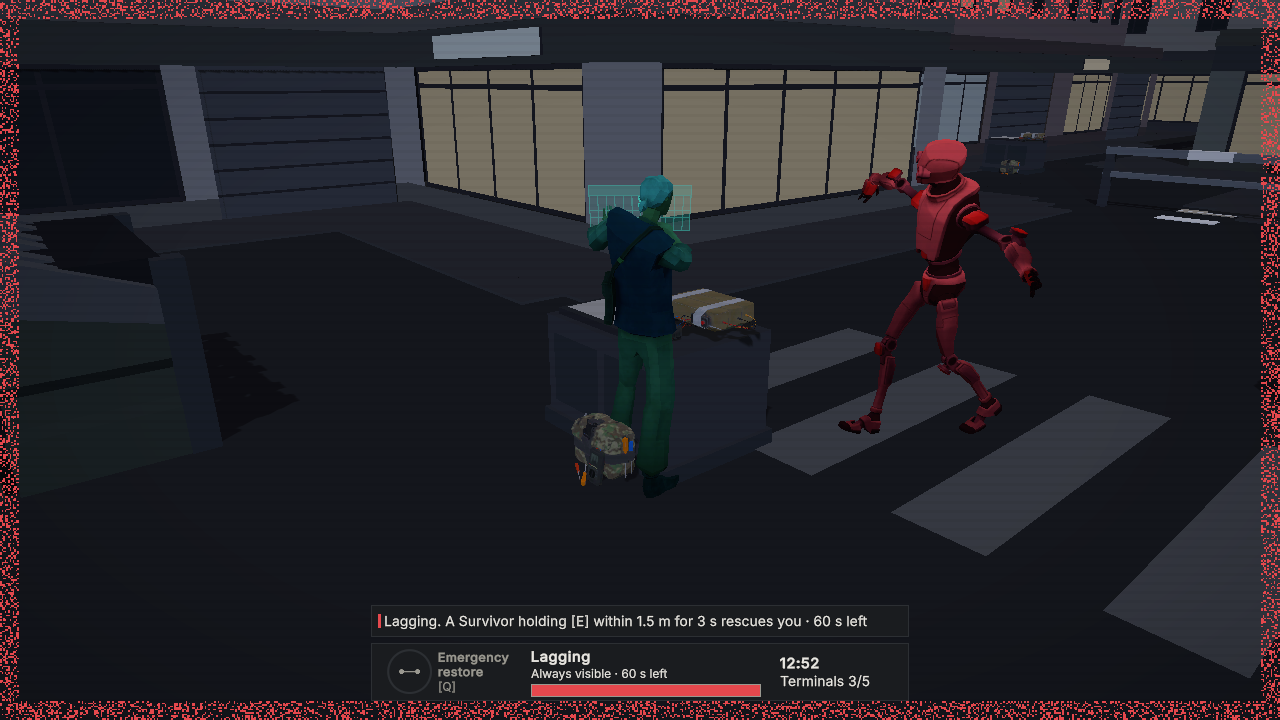 Lagging. A Survivor holding [E] within 1.5 m for 3 s rescues you · 60 s left
Emergency
restore
[Q]
Lagging
Always visible · 60 s left
12:52
Terminals 3/5